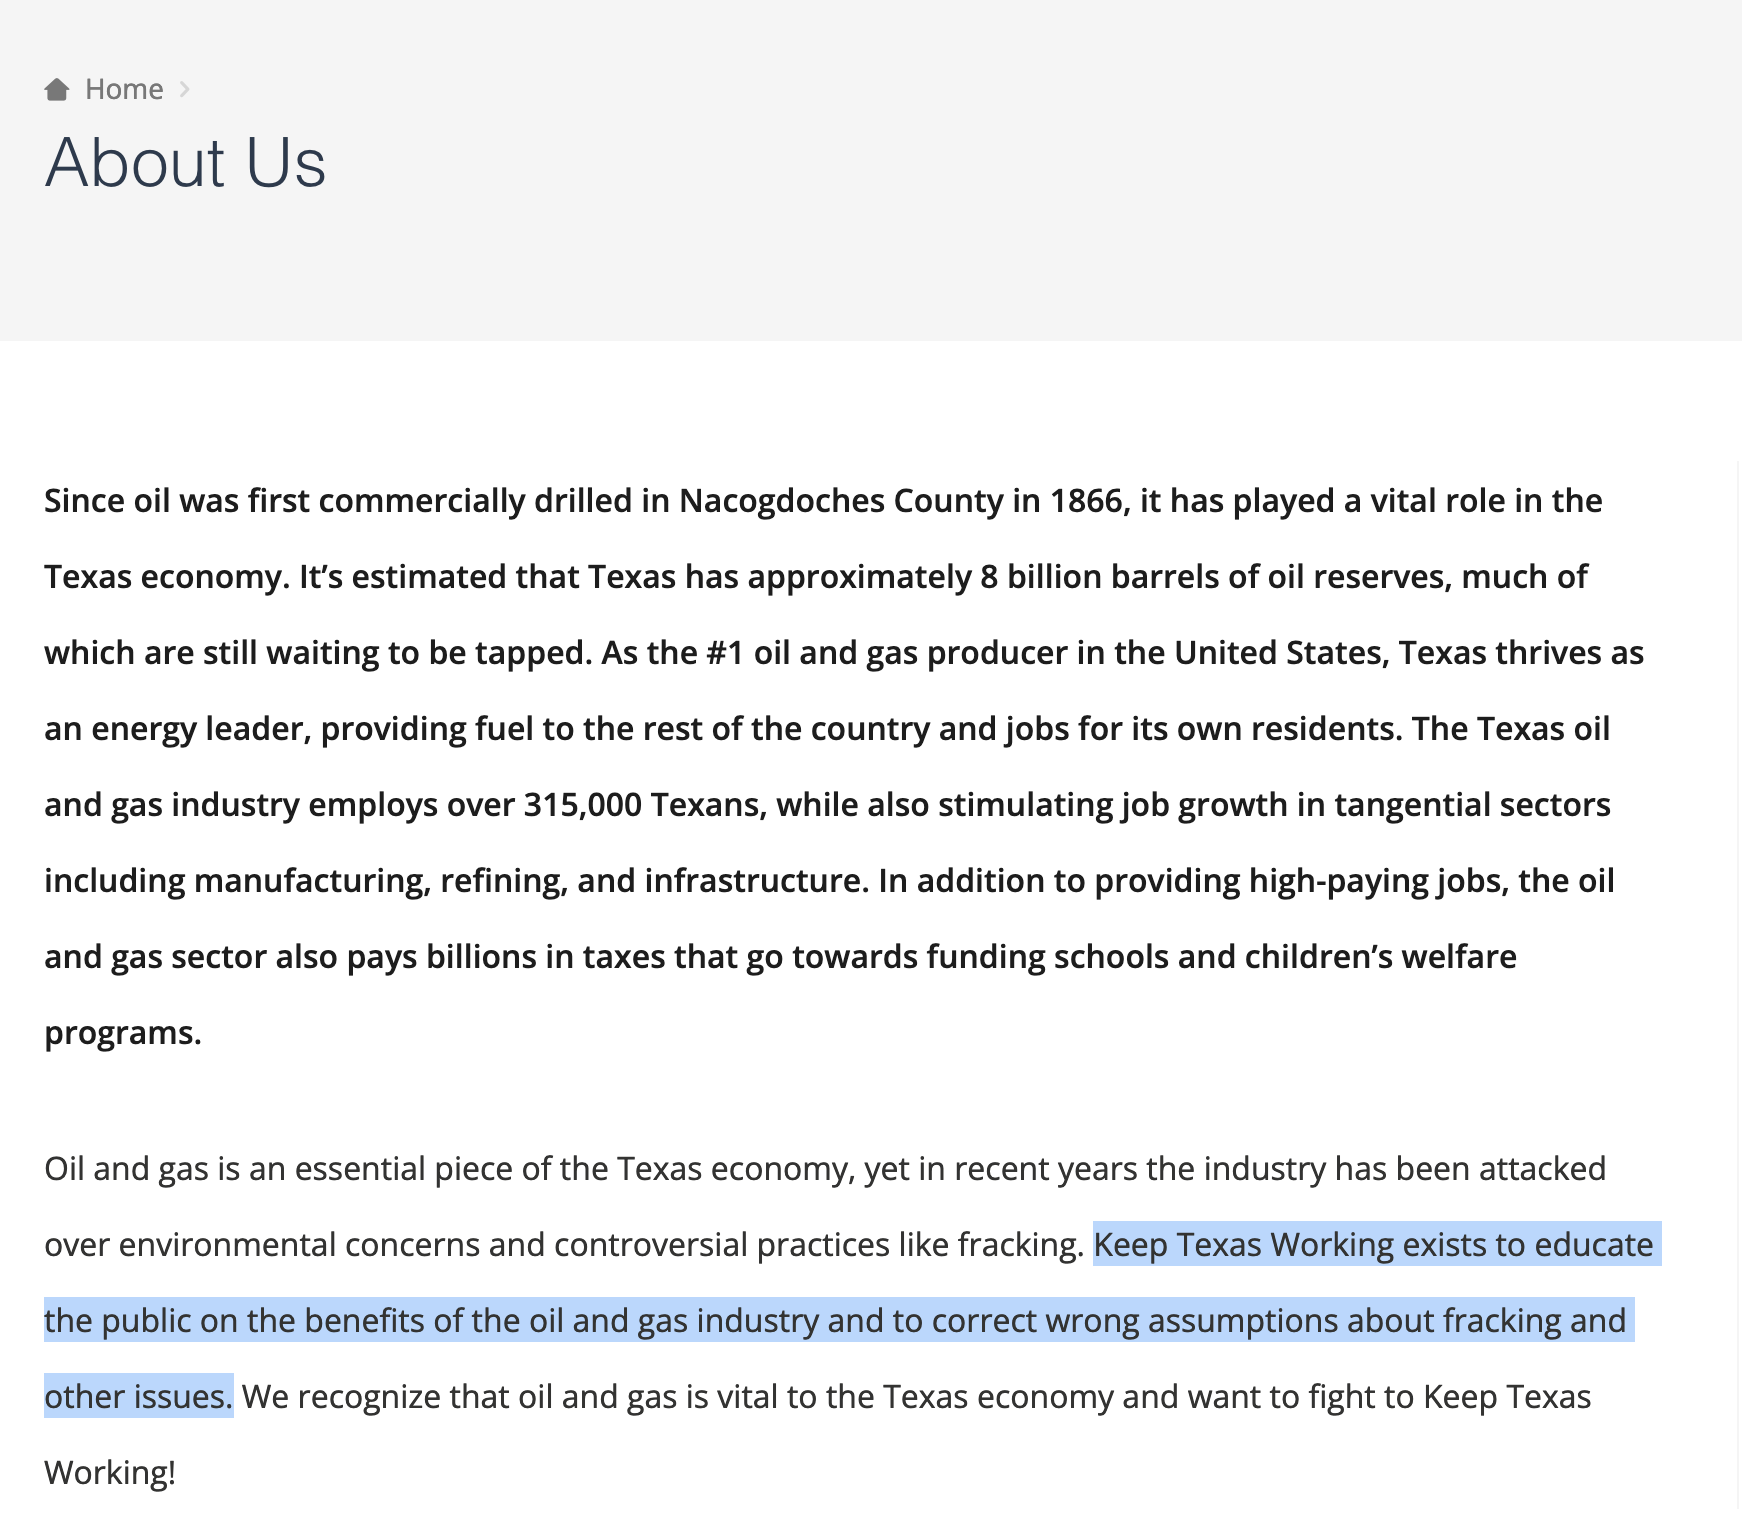 Home
About Us
Since oil was first commercially drilled in Nacogdoches County in 1866, it has played a vital role in the
Texas economy. It’s estimated that Texas has approximately 8 billion barrels of oil reserves, much of
which are still waiting to be tapped. As the #1 oil and gas producer in the United States, Texas thrives as
an energy leader, providing fuel to the rest of the country and jobs for its own residents. The Texas oil
and gas industry employs over 315,000 Texans, while also stimulating job growth in tangential sectors
including manufacturing, refining, and infrastructure. In addition to providing high-paying jobs, the oil
and gas sector also pays billions in taxes that go towards funding schools and children’s welfare
programs.
Oil and gas is an essential piece of the Texas economy, yet in recent years the industry has been attacked
over environmental concerns and controversial practices like fracking. Keep Texas Working exists to educate
the public on the benefits of the oil and gas industry and to correct wrong assumptions about fracking and
other issues. We recognize that oil and gas is vital to the Texas economy and want to fight to Keep Texas
Working!